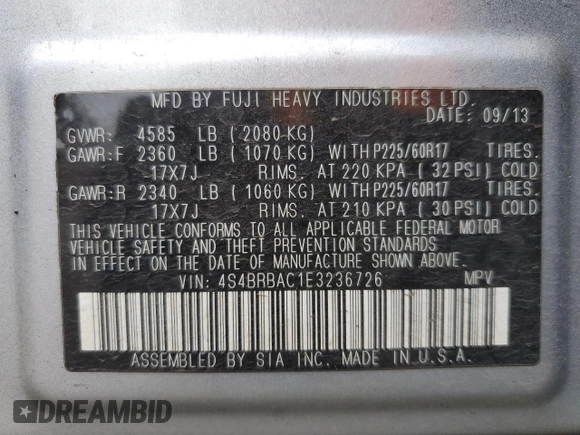 MFD BY FUJI HEAVY INDUSTRIES LTD.
DATE: 09/13
GVWR: 4585 LB (2080 KG)
GAWR:F 2360 LB (1070 KG) WITH P225/60R17 TIRES.
17X7J RIMS. AT 220 KPA (32 PSI) COLD
GAWR:R 2340 LB (1060 KG) WITH P225/60R17 TIRES.
17X7J RIMS. AT 210 KPA (30 PSI) COLD
THIS VEHICLE CONFORMS TO ALL APPLICABLE FEDERAL MOTOR
VEHICLE SAFETY AND THEFT PREVENTION STANDARDS
IN EFFECT ON THE DATE OF MANUFACTURE SHOWN ABOVE.
VIN: 4S4BRBAC1E3236726 MPV
ASSEMBLED BY SIA INC. MADE IN U.S.A.
DREAMBID